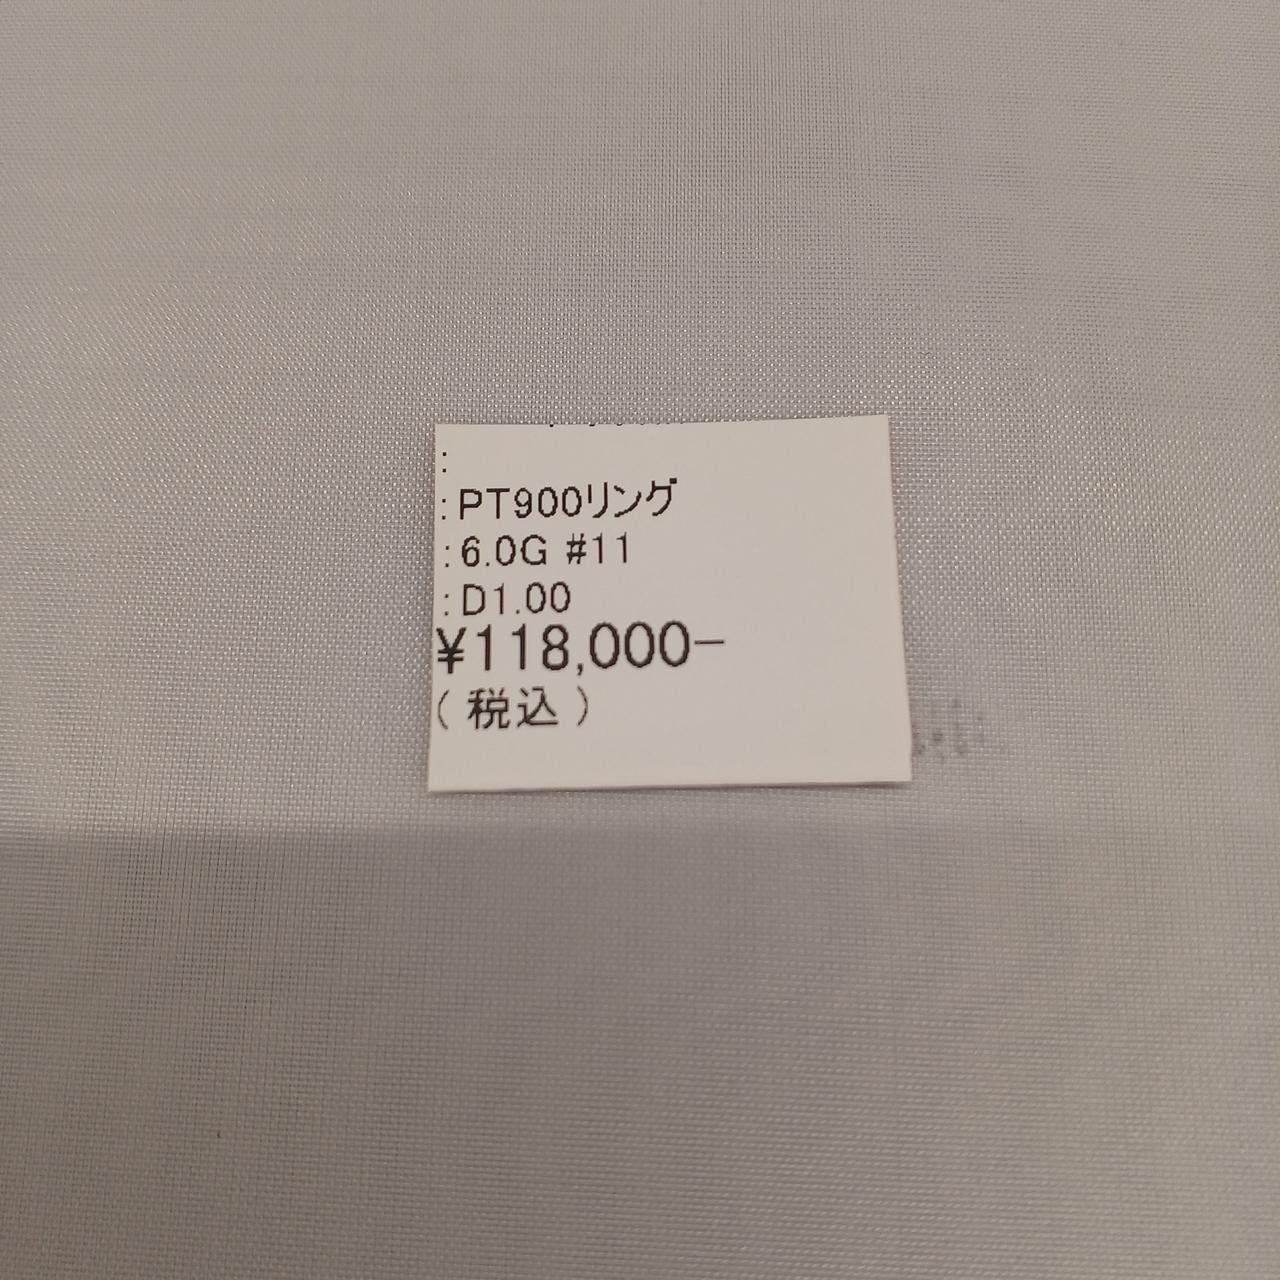 :
:PT900リング
:6.0G #11
:D1.00
¥118,000-
(税込)